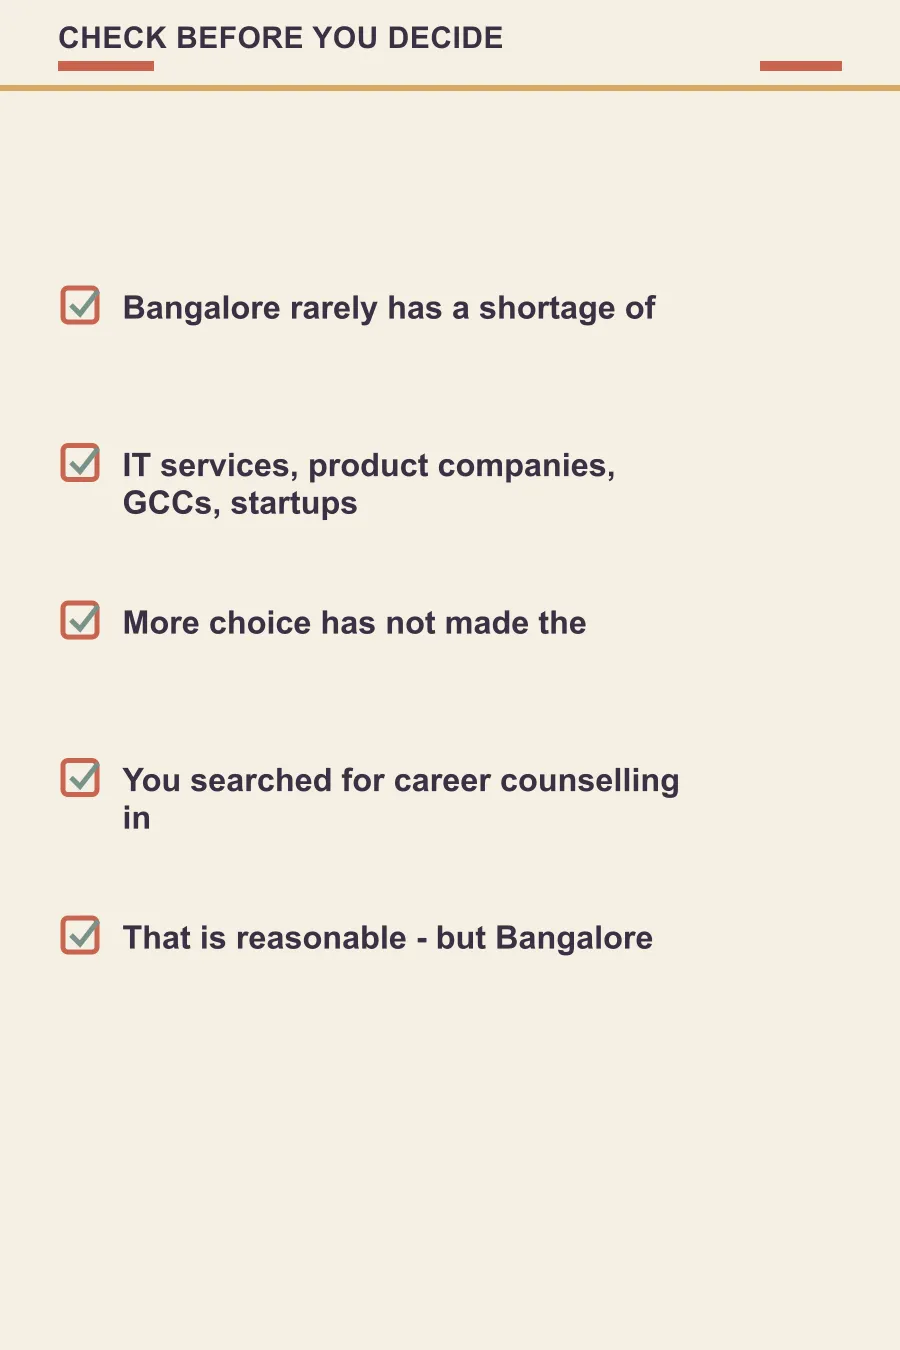 CHECK BEFORE YOU DECIDE
Bangalore rarely has a shortage of
IT services, product companies,
GCCs, startups
More choice has not made the
You searched for career counselling
in
That is reasonable - but Bangalore